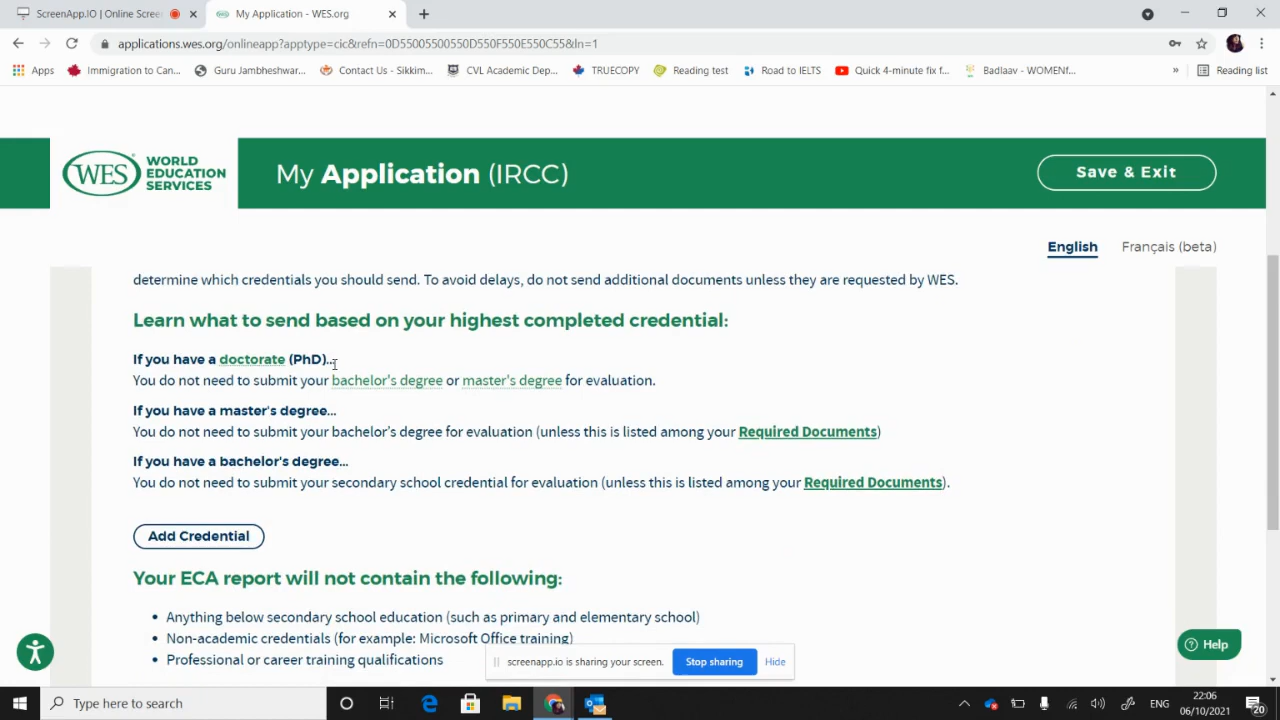 ScreenApp.IO | Online Scree
My Application - WES.org
applications.wes.org/onlineapp?apptype=cic&refn=0D55005500550D550F550E550C55&ln=1
Apps
Immigration to Can...
Guru Jambheshwar...
Contact Us - Sikkim...
CVL Academic Dep...
TRUECOPY
Reading test
Road to IELTS
Quick 4-minute fix f...
Badlaav - WOMENf...
»
Reading list
WES
WORLD
EDUCATION
SERVICES
My Application (IRCC)
Save & Exit
English
Français (beta)
determine which credentials you should send. To avoid delays, do not send additional documents unless they are requested by WES.
Learn what to send based on your highest completed credential:
If you have a doctorate (PhD)...
You do not need to submit your bachelor's degree or master's degree for evaluation.
If you have a master's degree...
You do not need to submit your bachelor's degree for evaluation (unless this is listed among your Required Documents)
If you have a bachelor's degree...
You do not need to submit your secondary school credential for evaluation (unless this is listed among your Required Documents).
Add Credential
Your ECA report will not contain the following:
• Anything below secondary school education (such as primary and elementary school)
• Non-academic credentials (for example: Microsoft Office training)
• Professional or career training qualifications
Help
screenapp.io is sharing your screen.
Stop sharing
Hide
Type here to search
ENG
22:06
06/10/2021
20